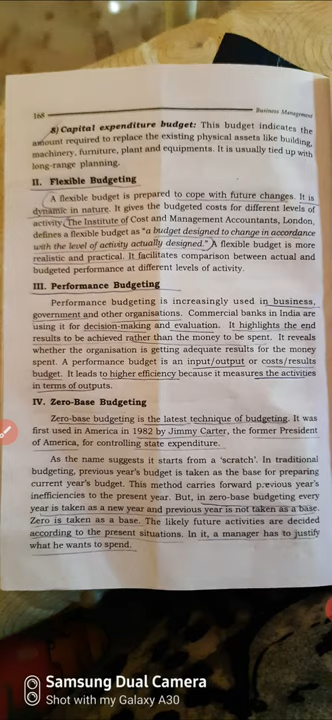 168
Business Management
8) Capital expenditure budget: This budget indicates the
amount required to replace the existing physical assets like building,
machinery, furniture, plant and equipments. It is usually tied up with
long-range planning.
II. Flexible Budgeting
A flexible budget is prepared to cope with future changes. It is
dynamic in nature. It gives the budgeted costs for different levels of
activity. The Institute of Cost and Management Accountants, London,
defines a flexible budget as "a budget designed to change in accordance
with the level of activity actually designed." A flexible budget is more
realistic and practical. It facilitates comparison between actual and
budgeted performance at different levels of activity.
III. Performance Budgeting
Performance budgeting is increasingly used in business,
government and other organisations. Commercial banks in India are
using it for decision-making and evaluation. It highlights the end
results to be achieved rather than the money to be spent. It reveals
whether the organisation is getting adequate results for the money
spent. A performance budget is an input/output or costs/results
budget. It leads to higher efficiency because it measures the activities
in terms of outputs.
IV. Zero-Base Budgeting
Zero-base budgeting is the latest technique of budgeting. It was
first used in America in 1982 by Jimmy Carter, the former President
of America, for controlling state expenditure.
As the name suggests it starts from a 'scratch'. In traditional
budgeting, previous year's budget is taken as the base for preparing
current year's budget. This method carries forward previous year's
inefficiencies to the present year. But, in zero-base budgeting every
year is taken as a new year and previous year is not taken as a base.
Zero is taken as a base. The likely future activities are decided
according to the present situations. In it, a manager has to justify
what he wants to spend.
Samsung Dual Camera
Shot with my Galaxy A30